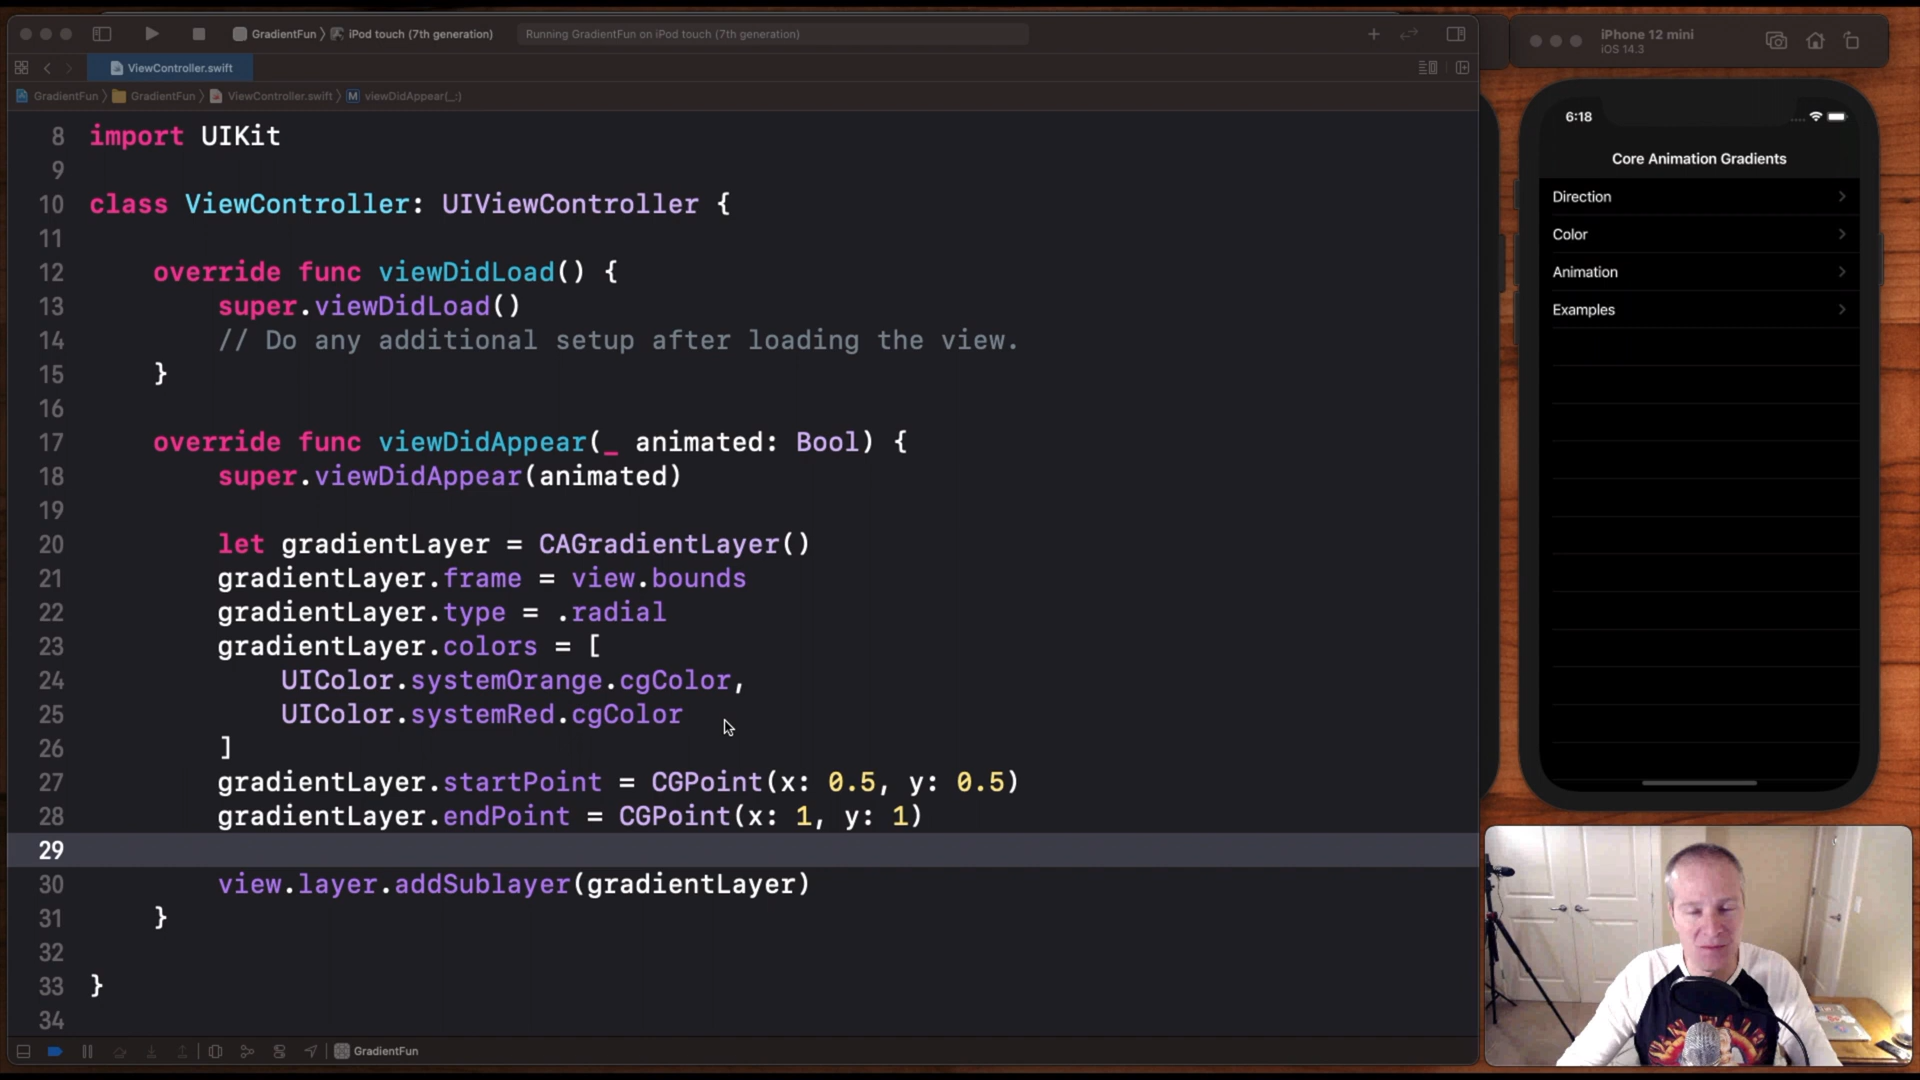 GradientFun 〉 iPod touch (7th generation)
Running GradientFun on iPod touch (7th generation)
ViewController.swift
GradientFun 〉 GradientFun 〉 ViewController.swift 〉 M viewDidAppear(_:)
8 import UIKit
9
10 class ViewController: UIViewController {
11
12 override func viewDidLoad() {
13 super.viewDidLoad()
14 // Do any additional setup after loading the view.
15 }
16
17 override func viewDidAppear(_ animated: Bool) {
18 super.viewDidAppear(animated)
19
20 let gradientLayer = CAGradientLayer()
21 gradientLayer.frame = view.bounds
22 gradientLayer.type = .radial
23 gradientLayer.colors = [
24 UIColor.systemOrange.cgColor,
25 UIColor.systemRed.cgColor
26 ]
27 gradientLayer.startPoint = CGPoint(x: 0.5, y: 0.5)
28 gradientLayer.endPoint = CGPoint(x: 1, y: 1)
29
30 view.layer.addSublayer(gradientLayer)
31 }
32
33 }
34
GradientFun
iPhone 12 mini
iOS 14.3
6:18
Core Animation Gradients
Direction
Color
Animation
Examples